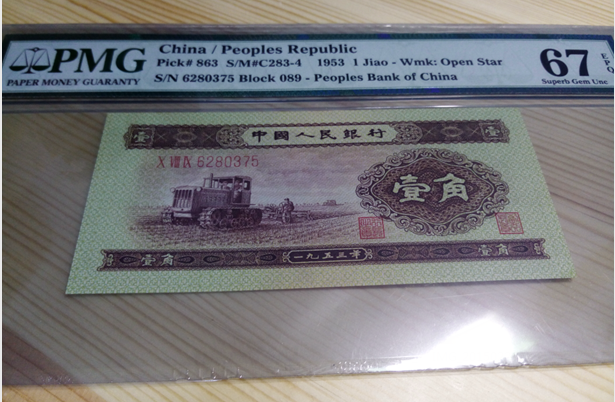 PMG
PAPER MONEY GUARANTY
China / Peoples Republic
Pick# 863 S/M#C283-4 1953 1 Jiao - Wmk: Open Star
S/N 6280375 Block 089 - Peoples Bank of China
67 EPQ
Superb Gem Unc
壹 中國人民銀行 壹
X VIII IX 6280375
壹角
壹角 一九五三年 壹角